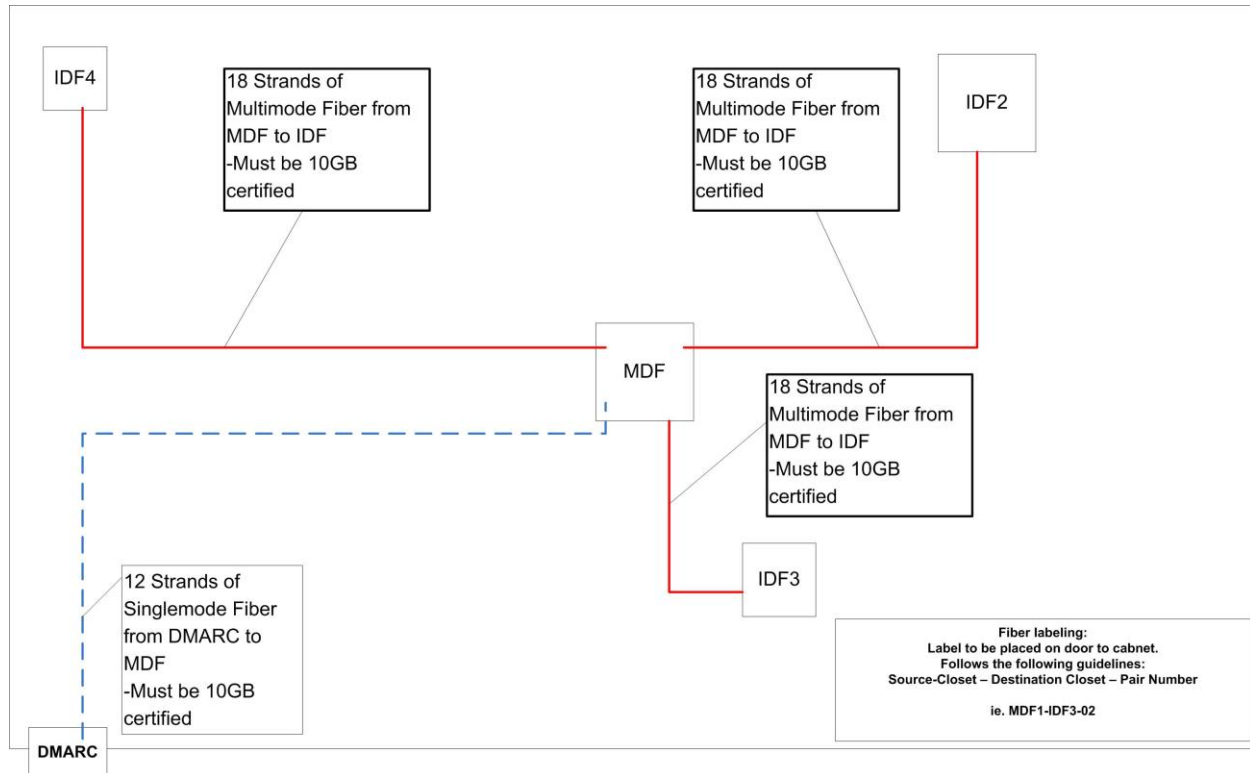 IDF4
18 Strands of
Multimode Fiber from
MDF to IDF
-Must be 10GB
certified
18 Strands of
Multimode Fiber from
MDF to IDF
-Must be 10GB
certified
IDF2
MDF
18 Strands of
Multimode Fiber from
MDF to IDF
-Must be 10GB
certified
IDF3
12 Strands of
Singlemode Fiber
from DMARC to
MDF
-Must be 10GB
certified
DMARC
Fiber labeling:
Label to be placed on door to cabnet.
Follows the following guidelines:
Source-Closet – Destination Closet – Pair Number
ie. MDF1-IDF3-02